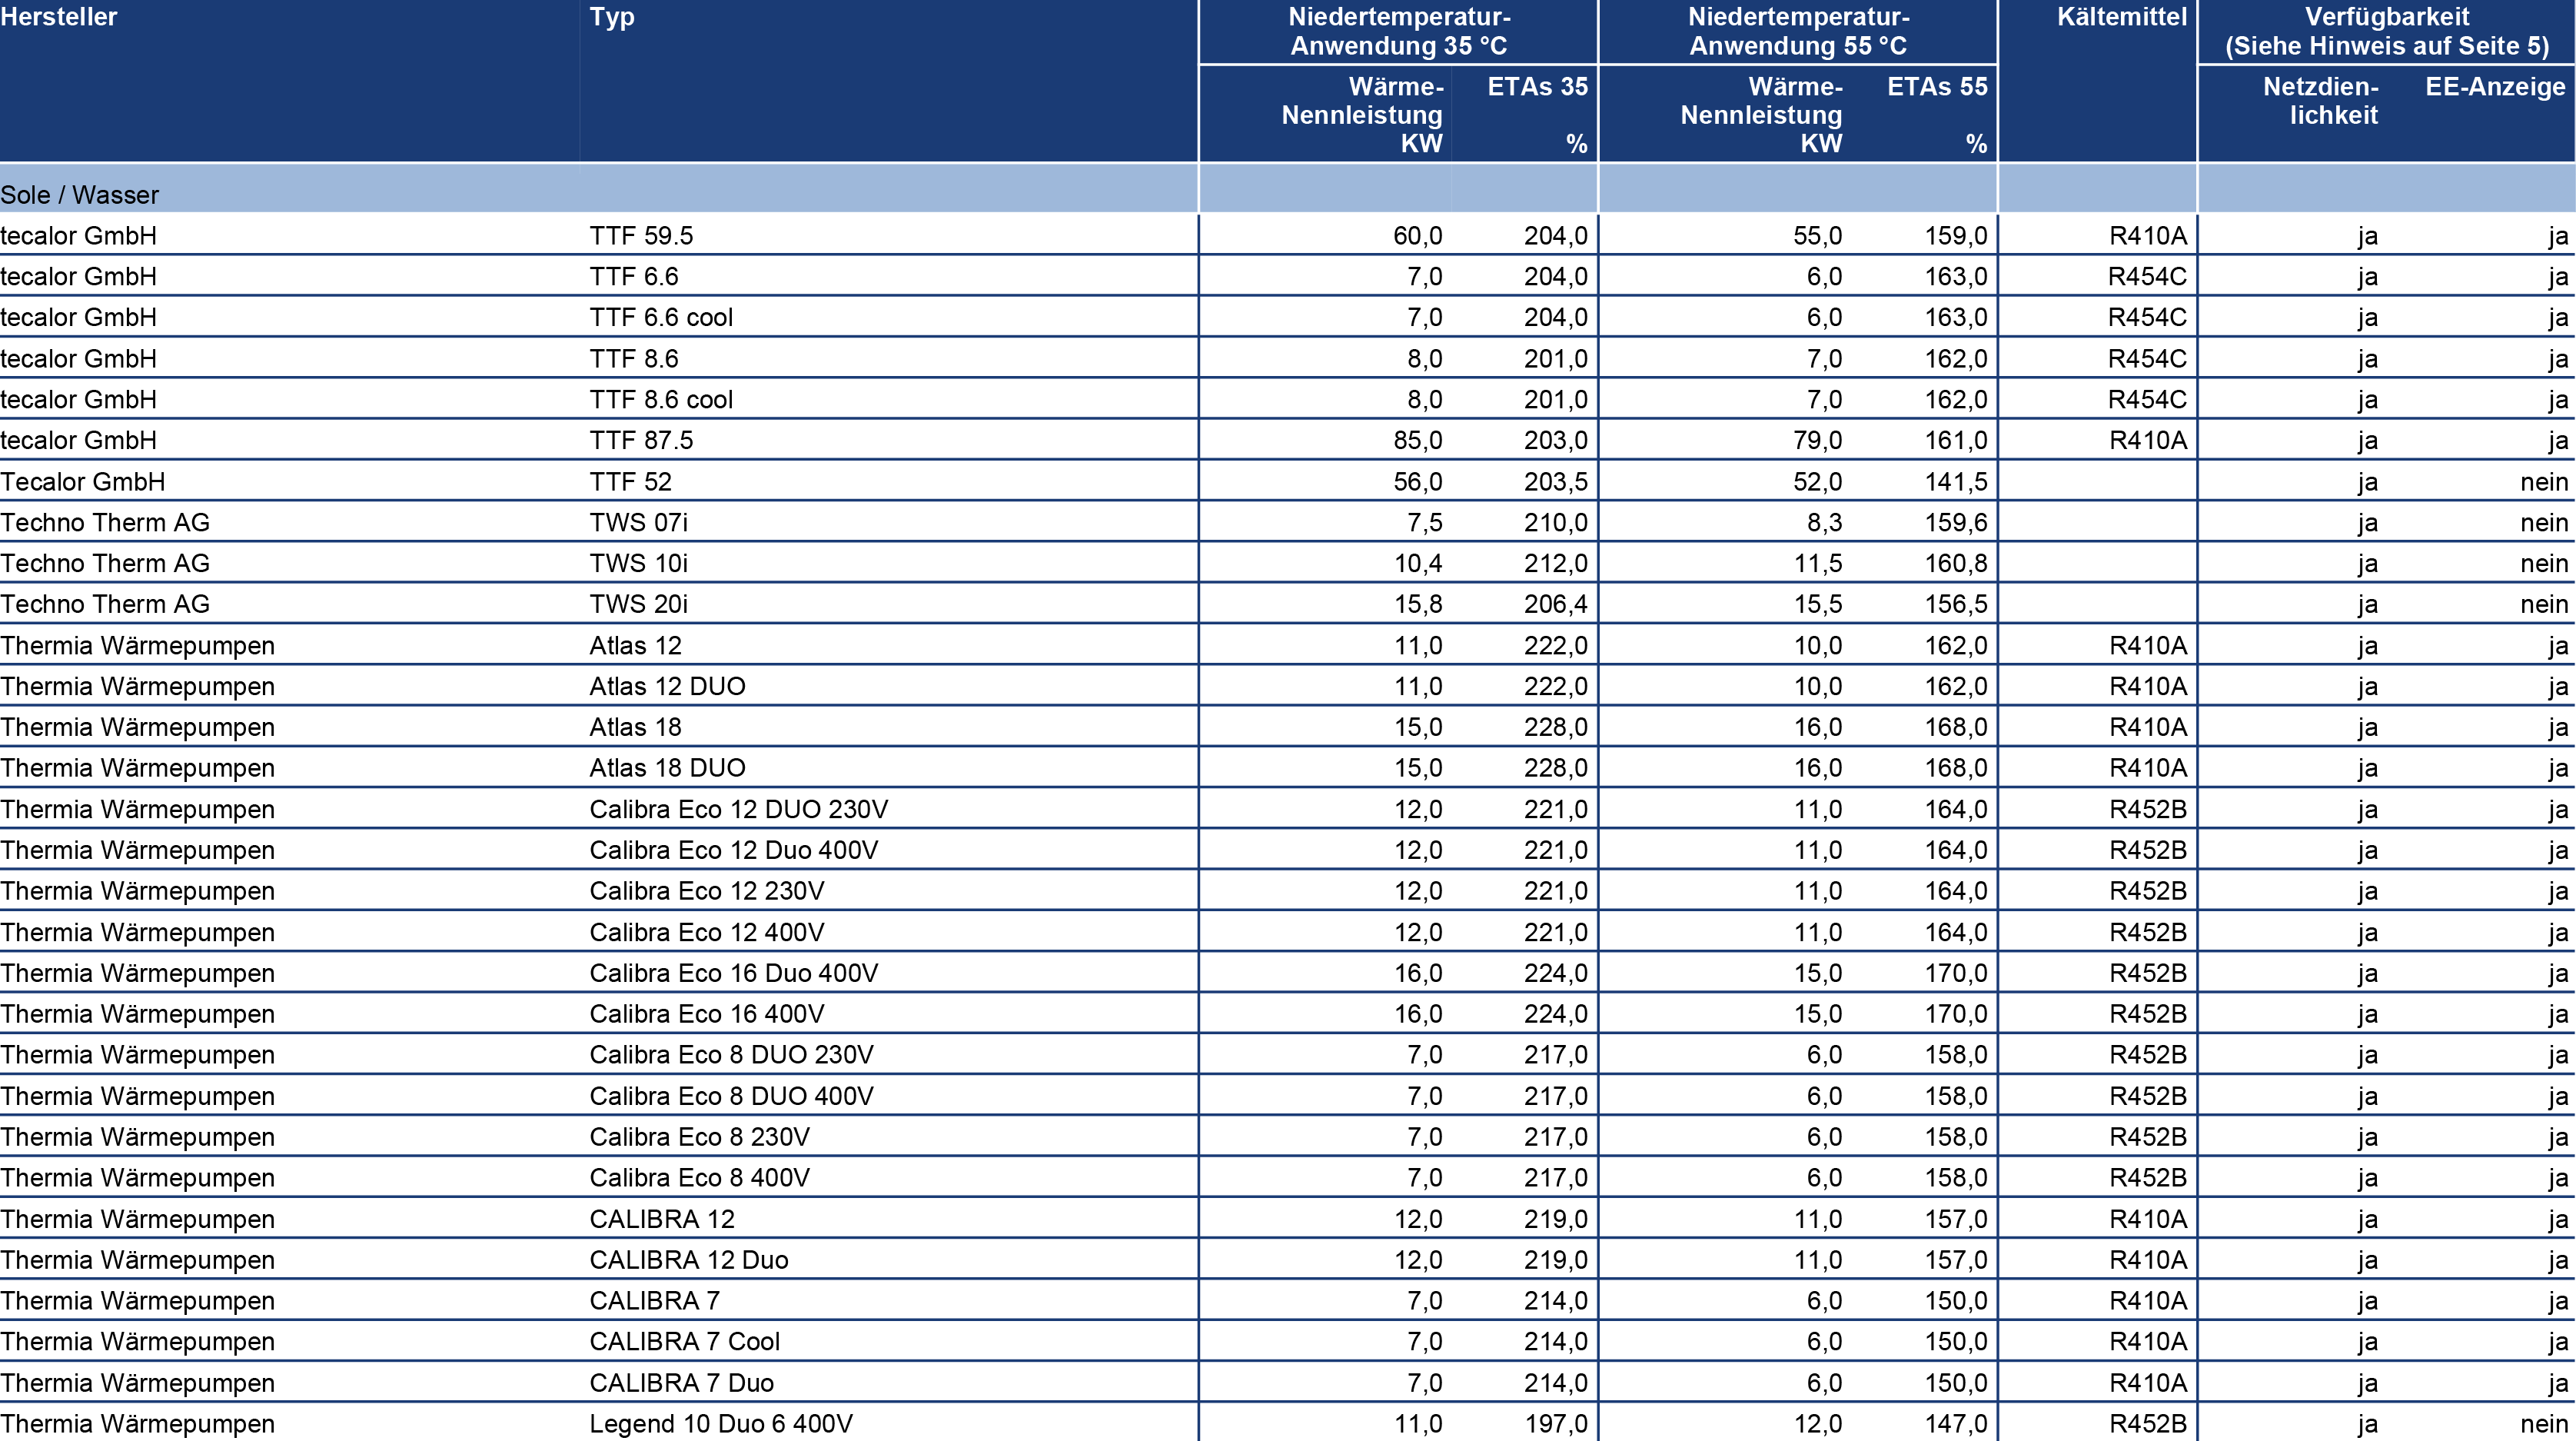 Hersteller Typ Niedertemperatur- Niedertemperatur- Kältemittel Verfügbarkeit
Anwendung 35 °C Anwendung 55 °C (Siehe Hinweis auf Seite 5)
Wärme- ETAs 35 Wärme- ETAs 55 Netzdien- EE-Anzeige
Nennleistung Nennleistung lichkeit
KW % KW %
Sole / Wasser
tecalor GmbH TTF 59.5 60,0 204,0 55,0 159,0 R410A ja ja
tecalor GmbH TTF 6.6 7,0 204,0 6,0 163,0 R454C ja ja
tecalor GmbH TTF 6.6 cool 7,0 204,0 6,0 163,0 R454C ja ja
tecalor GmbH TTF 8.6 8,0 201,0 7,0 162,0 R454C ja ja
tecalor GmbH TTF 8.6 cool 8,0 201,0 7,0 162,0 R454C ja ja
tecalor GmbH TTF 87.5 85,0 203,0 79,0 161,0 R410A ja ja
Tecalor GmbH TTF 52 56,0 203,5 52,0 141,5 ja nein
Techno Therm AG TWS 07i 7,5 210,0 8,3 159,6 ja nein
Techno Therm AG TWS 10i 10,4 212,0 11,5 160,8 ja nein
Techno Therm AG TWS 20i 15,8 206,4 15,5 156,5 ja nein
Thermia Wärmepumpen Atlas 12 11,0 222,0 10,0 162,0 R410A ja ja
Thermia Wärmepumpen Atlas 12 DUO 11,0 222,0 10,0 162,0 R410A ja ja
Thermia Wärmepumpen Atlas 18 15,0 228,0 16,0 168,0 R410A ja ja
Thermia Wärmepumpen Atlas 18 DUO 15,0 228,0 16,0 168,0 R410A ja ja
Thermia Wärmepumpen Calibra Eco 12 DUO 230V 12,0 221,0 11,0 164,0 R452B ja ja
Thermia Wärmepumpen Calibra Eco 12 Duo 400V 12,0 221,0 11,0 164,0 R452B ja ja
Thermia Wärmepumpen Calibra Eco 12 230V 12,0 221,0 11,0 164,0 R452B ja ja
Thermia Wärmepumpen Calibra Eco 12 400V 12,0 221,0 11,0 164,0 R452B ja ja
Thermia Wärmepumpen Calibra Eco 16 Duo 400V 16,0 224,0 15,0 170,0 R452B ja ja
Thermia Wärmepumpen Calibra Eco 16 400V 16,0 224,0 15,0 170,0 R452B ja ja
Thermia Wärmepumpen Calibra Eco 8 DUO 230V 7,0 217,0 6,0 158,0 R452B ja ja
Thermia Wärmepumpen Calibra Eco 8 DUO 400V 7,0 217,0 6,0 158,0 R452B ja ja
Thermia Wärmepumpen Calibra Eco 8 230V 7,0 217,0 6,0 158,0 R452B ja ja
Thermia Wärmepumpen Calibra Eco 8 400V 7,0 217,0 6,0 158,0 R452B ja ja
Thermia Wärmepumpen CALIBRA 12 12,0 219,0 11,0 157,0 R410A ja ja
Thermia Wärmepumpen CALIBRA 12 Duo 12,0 219,0 11,0 157,0 R410A ja ja
Thermia Wärmepumpen CALIBRA 7 7,0 214,0 6,0 150,0 R410A ja ja
Thermia Wärmepumpen CALIBRA 7 Cool 7,0 214,0 6,0 150,0 R410A ja ja
Thermia Wärmepumpen CALIBRA 7 Duo 7,0 214,0 6,0 150,0 R410A ja ja
Thermia Wärmepumpen Legend 10 Duo 6 400V 11,0 197,0 12,0 147,0 R452B ja nein